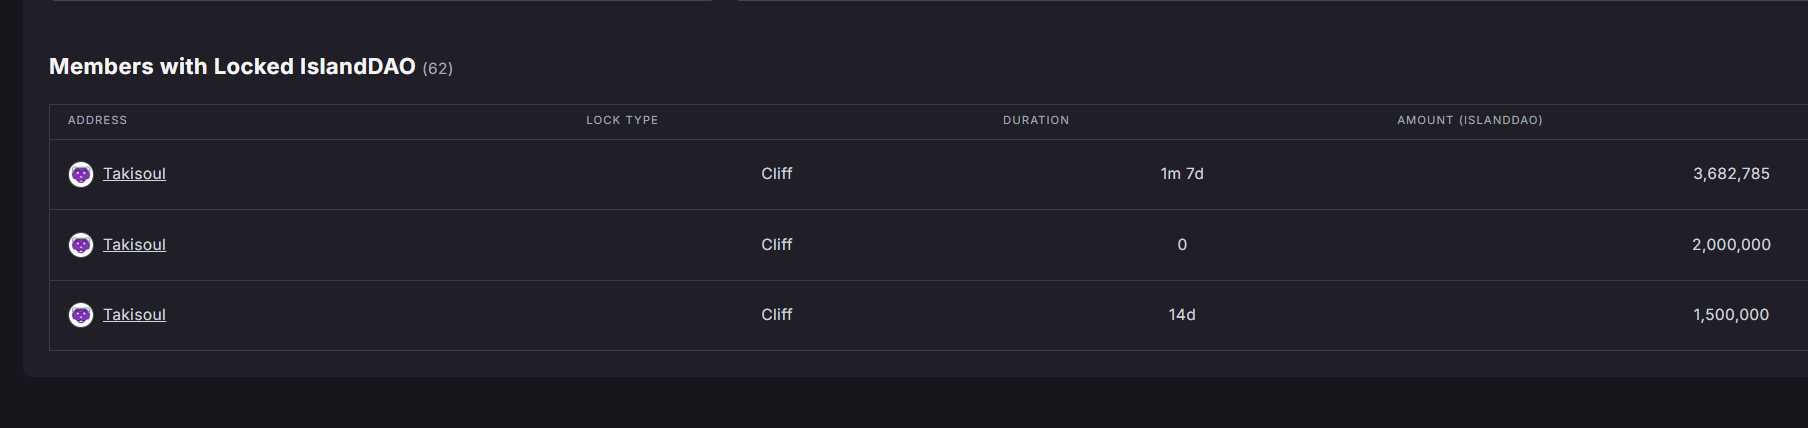 Members with Locked IslandDAO (62)
ADDRESS LOCK TYPE DURATION AMOUNT (ISLANDDAO)
Takisoul Cliff 1m 7d 3,682,785
Takisoul Cliff 0 2,000,000
Takisoul Cliff 14d 1,500,000